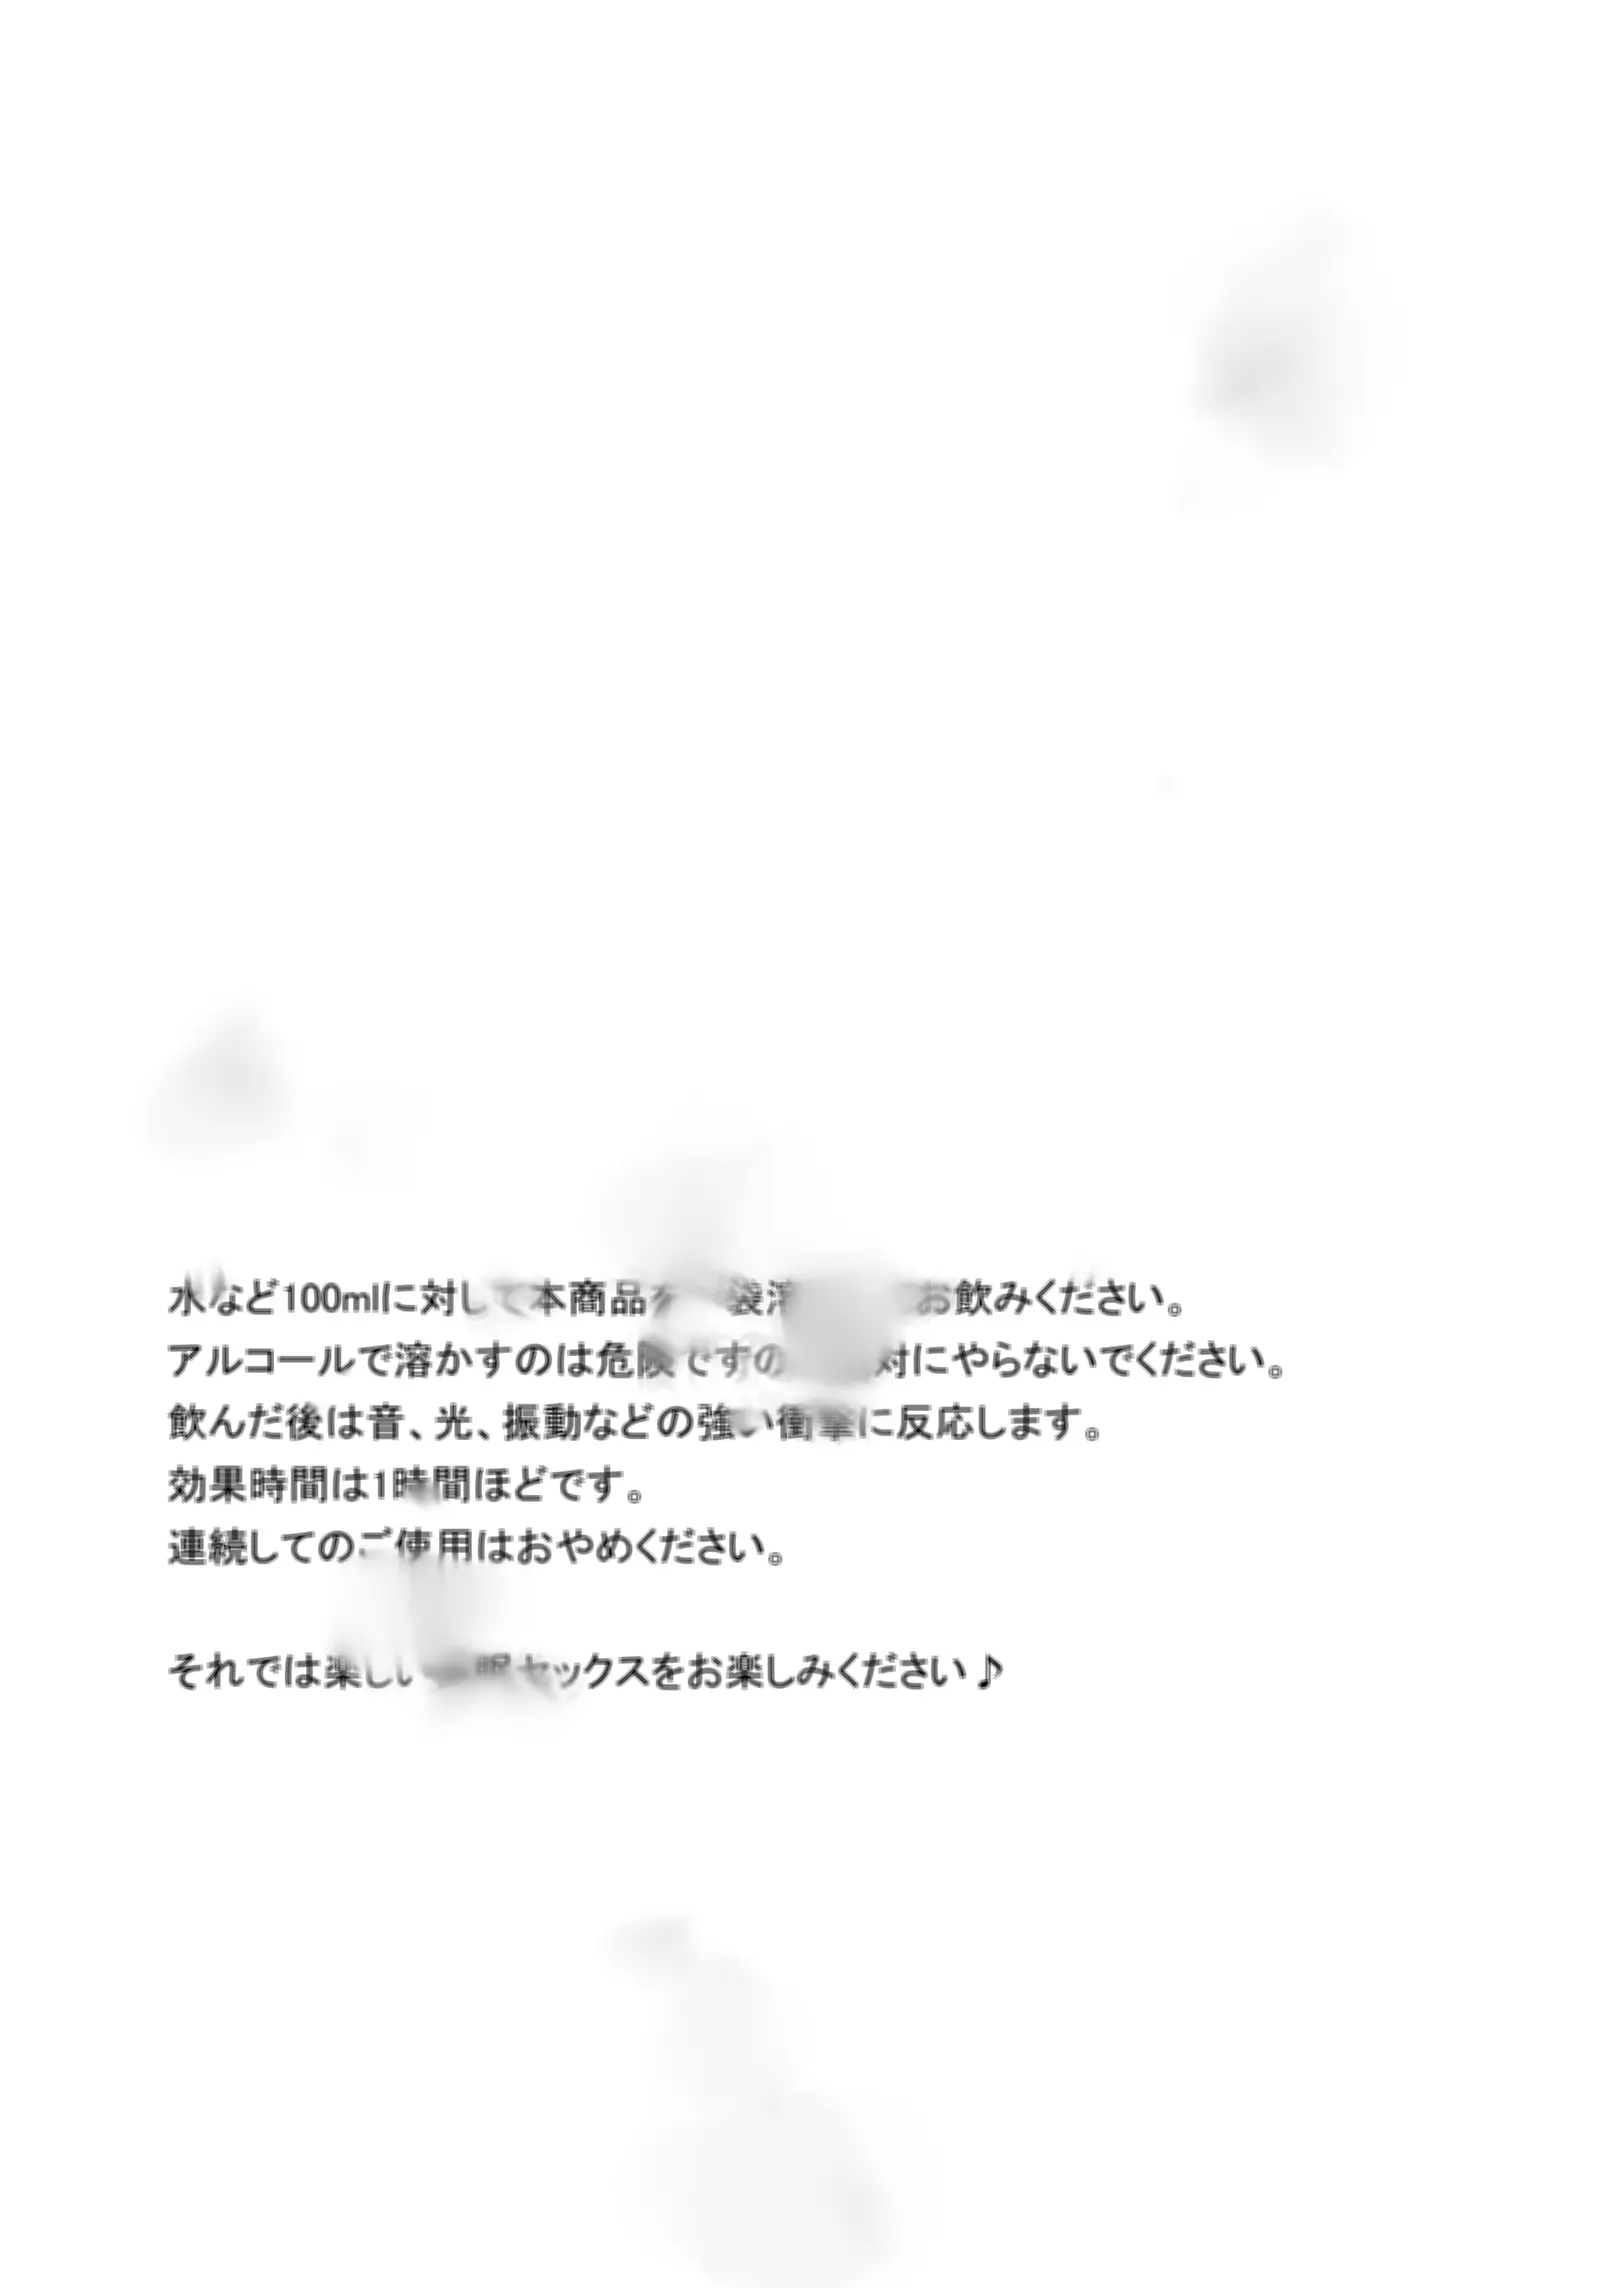 水など100mlに対して本商品を 袋溶 お飲みください。
アルコールで溶かすのは危険ですの 対にやらないでください。
飲んだ後は音、光、振動などの強い衝撃に反応します。
効果時間は1時間ほどです。
連続してのご使用はおやめください。
それでは楽しい 眠セックスをお楽しみください♪